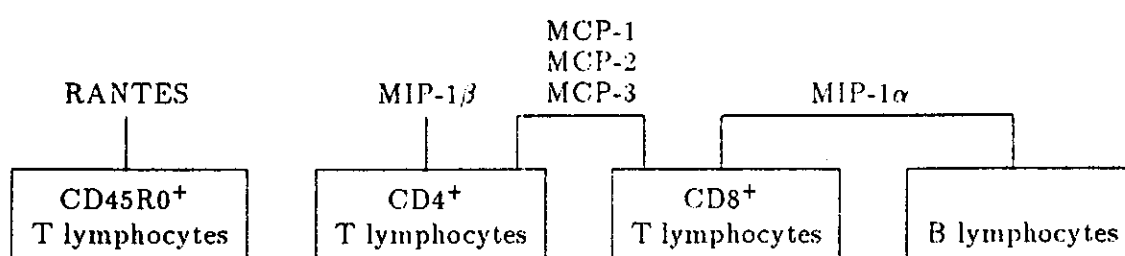 MCP-1
MCP-2
RANTES MIP-1β MCP-3 MIP-1α
CD45R0⁺ CD4⁺ CD8⁺
T lymphocytes T lymphocytes T lymphocytes B lymphocytes